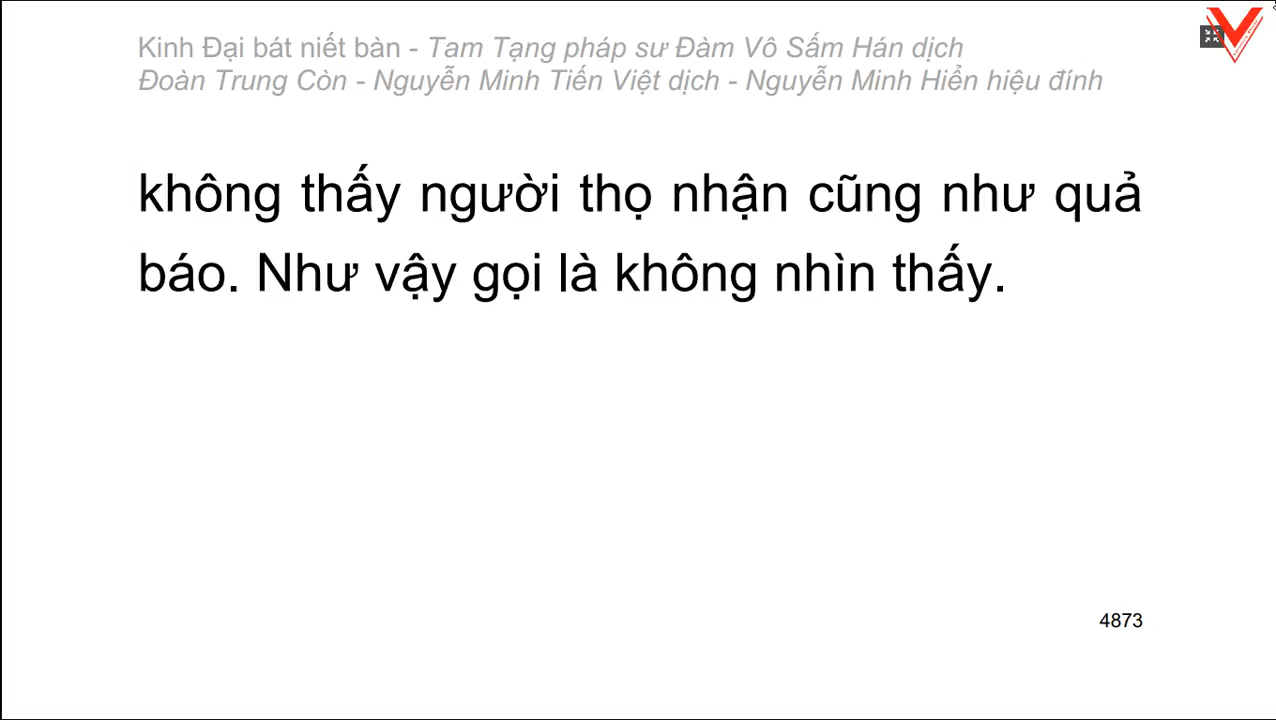 Kinh Đại bát niết bàn - Tam Tạng pháp sư Đàm Vô Sấm Hán dịch
Đoàn Trung Còn - Nguyễn Minh Tiến Việt dịch - Nguyễn Minh Hiển hiệu đính
không thấy người thọ nhận cũng như quả
báo. Như vậy gọi là không nhìn thấy.
4873